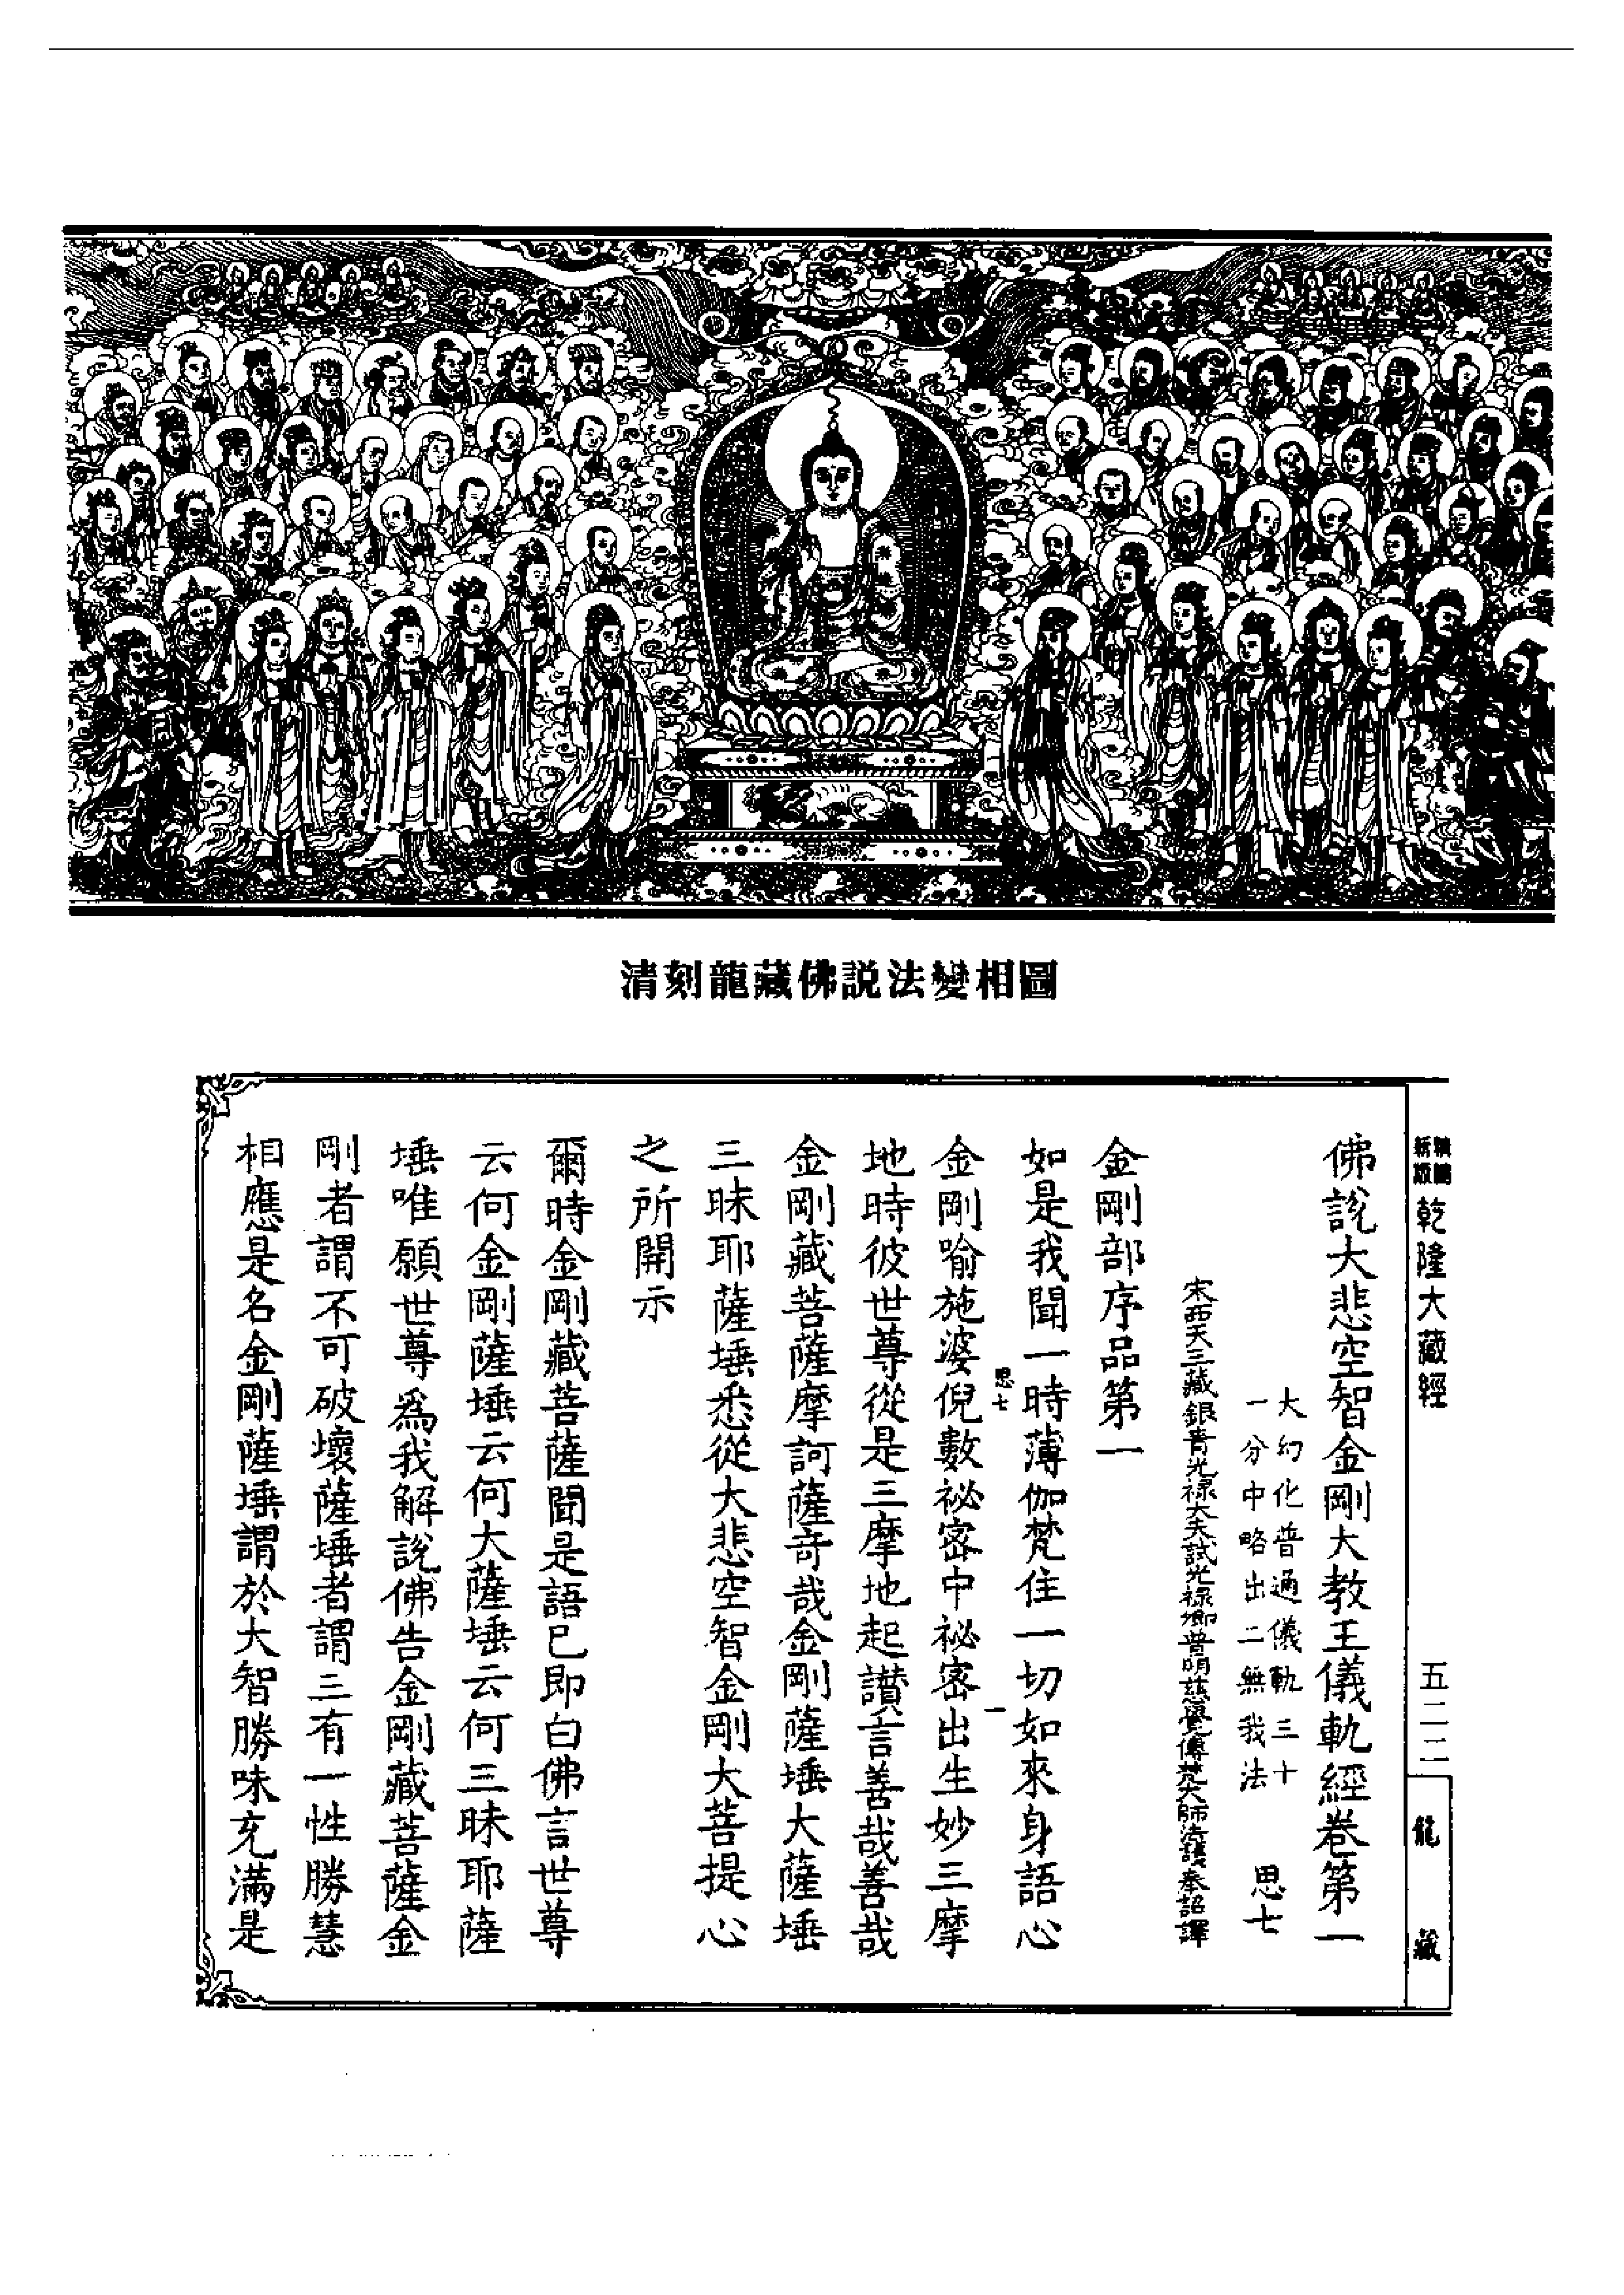 清刻龍藏佛説法變相圖
新版
乾隆大藏經
五二二
龍藏
佛說大悲空智金剛大教王儀軌經卷第一
大幻化普通儀軌三十
一分中略出二無我法
思七
宋西天三藏銀青光祿大夫試光祿卿普明慈覺傳梵大師法護奉詔譯
金剛部序品第一
如是我聞一時薄伽梵住一切如來身語心
思七
一
金剛喻施婆倪數祕密中祕密出生妙三摩
地時彼世尊從是三摩地起讃言善哉善哉
金剛藏菩薩摩訶薩奇哉金剛薩埵大薩埵
三昧耶薩埵悉從大悲空智金剛大菩提心
之所開示
爾時金剛藏菩薩聞是語已即白佛言世尊
云何金剛薩埵云何大薩埵云何三昧耶薩
埵唯願世尊為我解說佛告金剛藏菩薩金
剛者謂不可破壞薩埵者謂三有一性勝慧
相應是名金剛薩埵謂於大智勝味充滿是